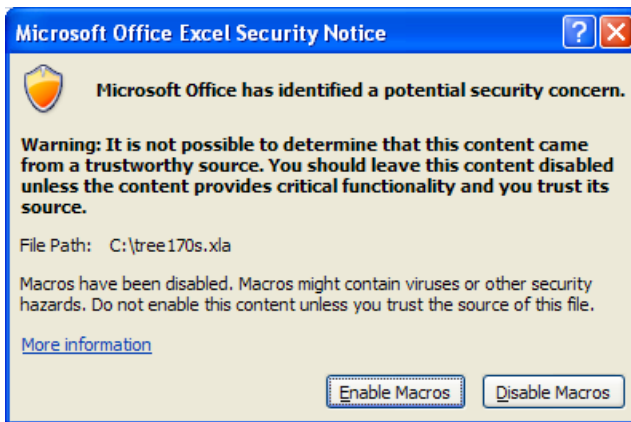 Microsoft Office Excel Security Notice
Microsoft Office has identified a potential security concern.
Warning: It is not possible to determine that this content came
from a trustworthy source. You should leave this content disabled
unless the content provides critical functionality and you trust its
source.
File Path: C:\tree170s.xla
Macros have been disabled. Macros might contain viruses or other security
hazards. Do not enable this content unless you trust the source of this file.
More information
Enable Macros Disable Macros